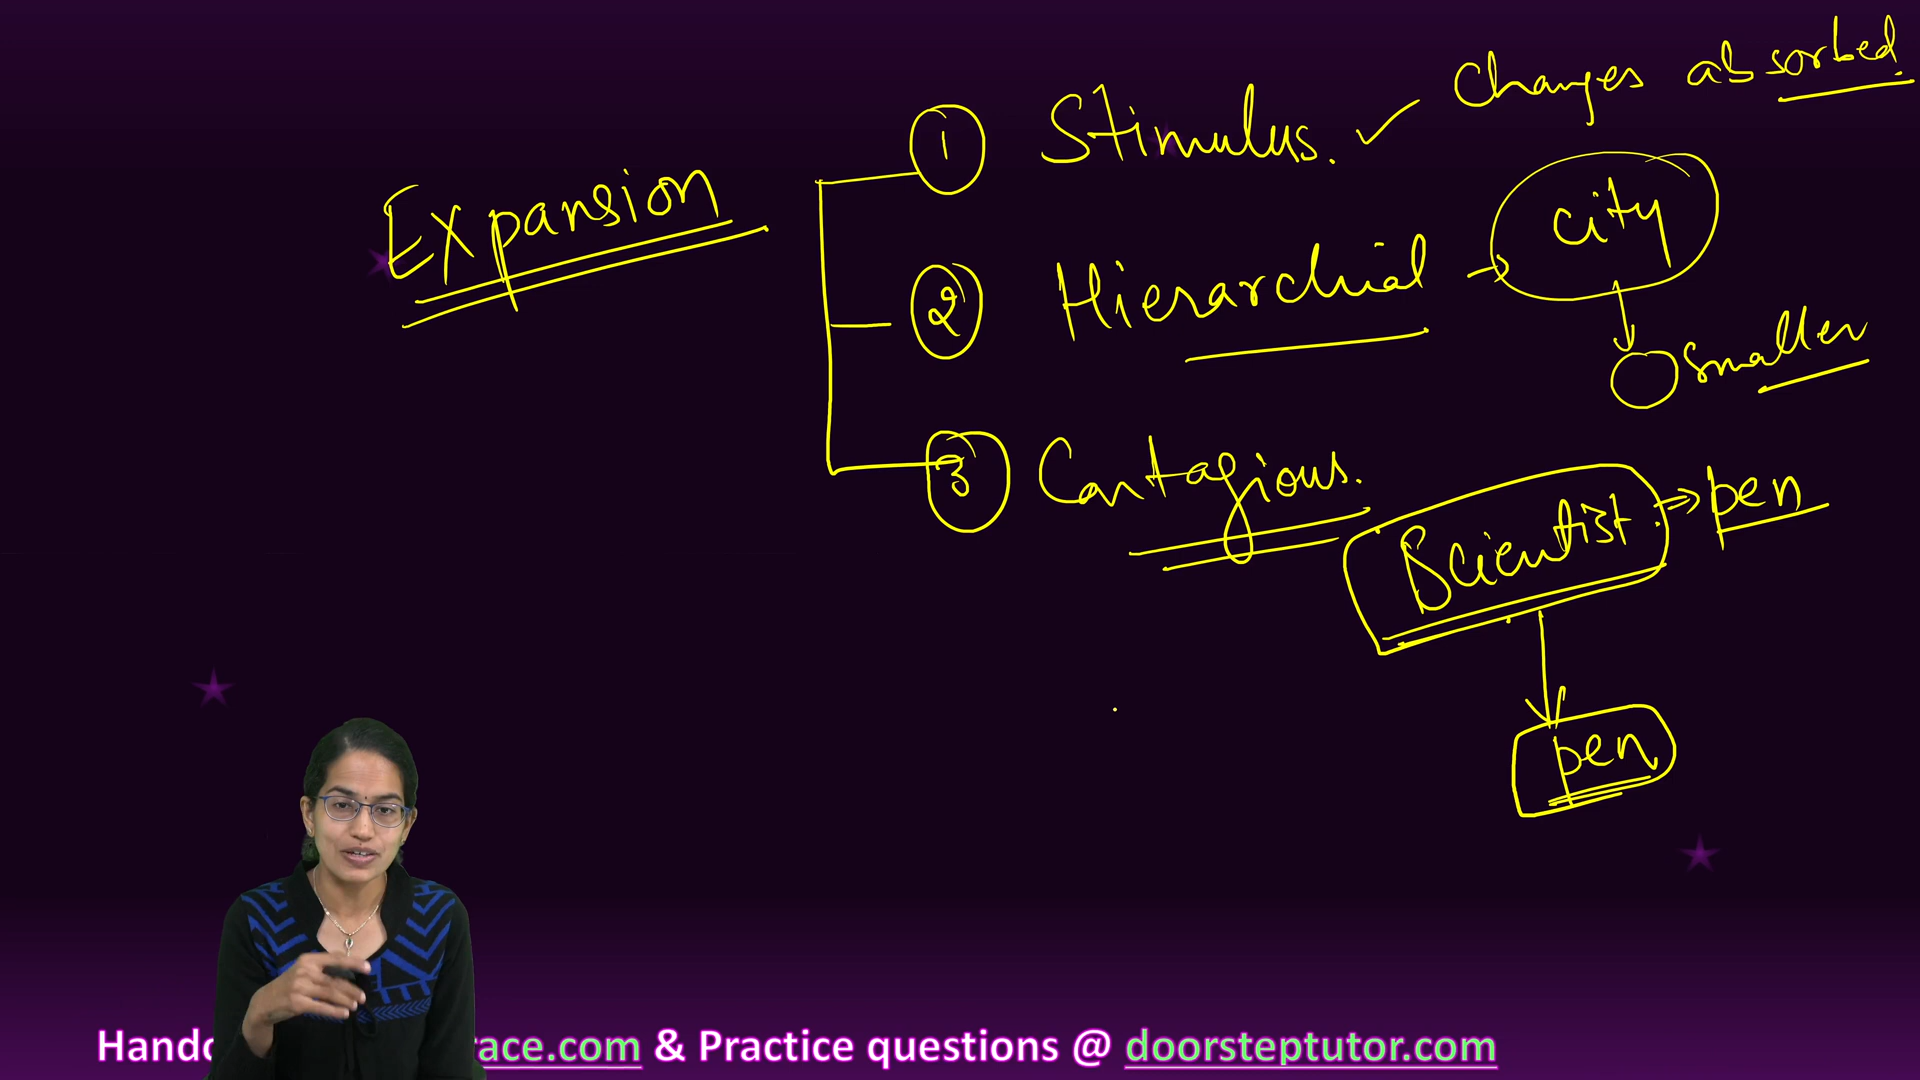 Expansion
① Stimulus. ✓ Changes absorbed.
② Hierarchial → city
smaller
③ Contagious.
Scientist → pen
pen
Hando race.com & Practice questions @ doorsteptutor.com